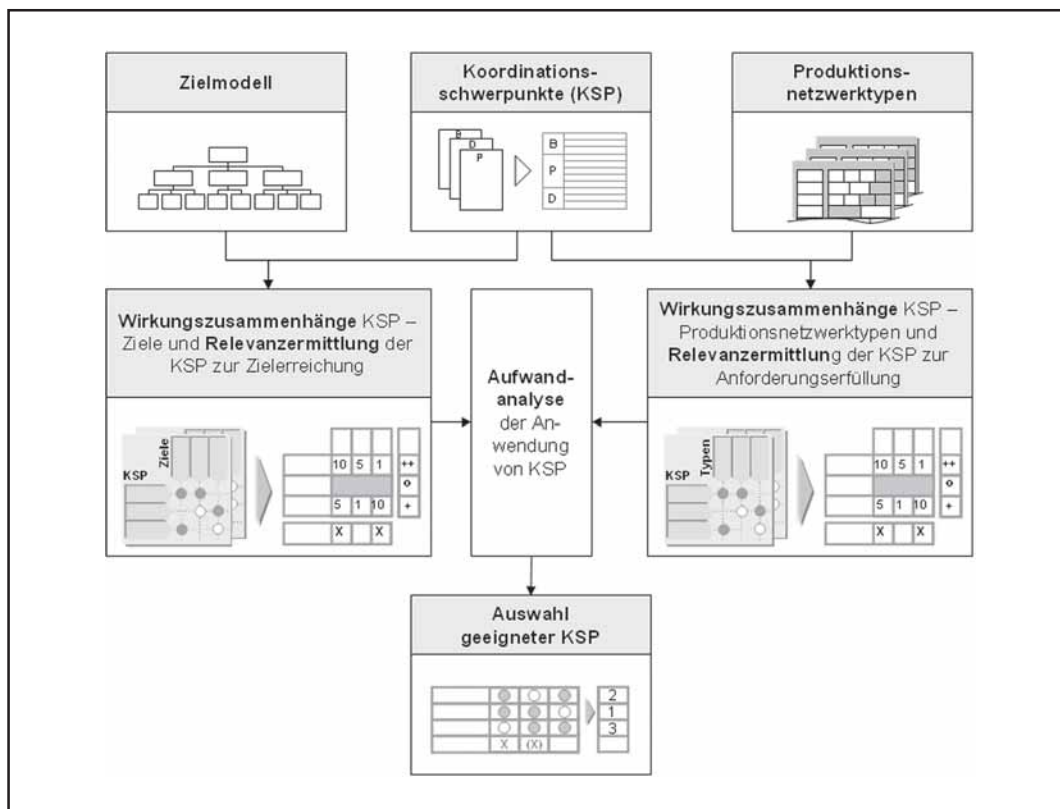 Zielmodell
Koordinations-
schwerpunkte (KSP)
B
D
P
B
P
D
Produktions-
netzwerktypen
Wirkungszusammenhänge KSP –
Ziele und Relevanzermittlung der
KSP zur Zielerreichung
Ziele
KSP
10 5 1 ++
o
5 1 10 +
X X
Aufwand-
analyse
der An-
wendung
von KSP
Wirkungszusammenhänge KSP –
Produktionsnetzwerktypen und
Relevanzermittlung der KSP zur
Anforderungserfüllung
Typen
KSP
10 5 1 ++
o
5 1 10 +
X X
Auswahl
geeigneter KSP
2
1
3
X (X)